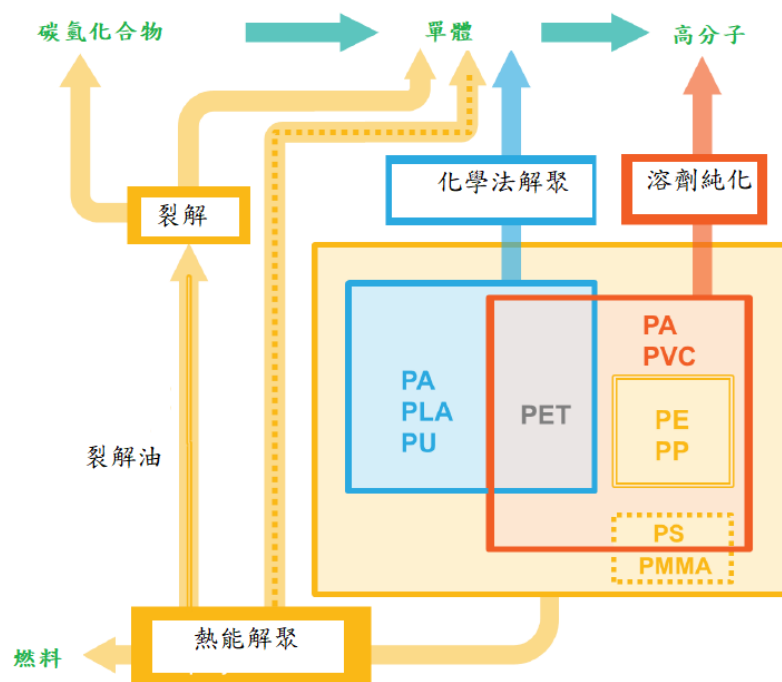 碳氫化合物
單體
高分子
化學法解聚
溶劑純化
裂解
PA
PVC
PA
PLA
PU
PET
PE
PP
裂解油
PS
PMMA
熱能解聚
燃料